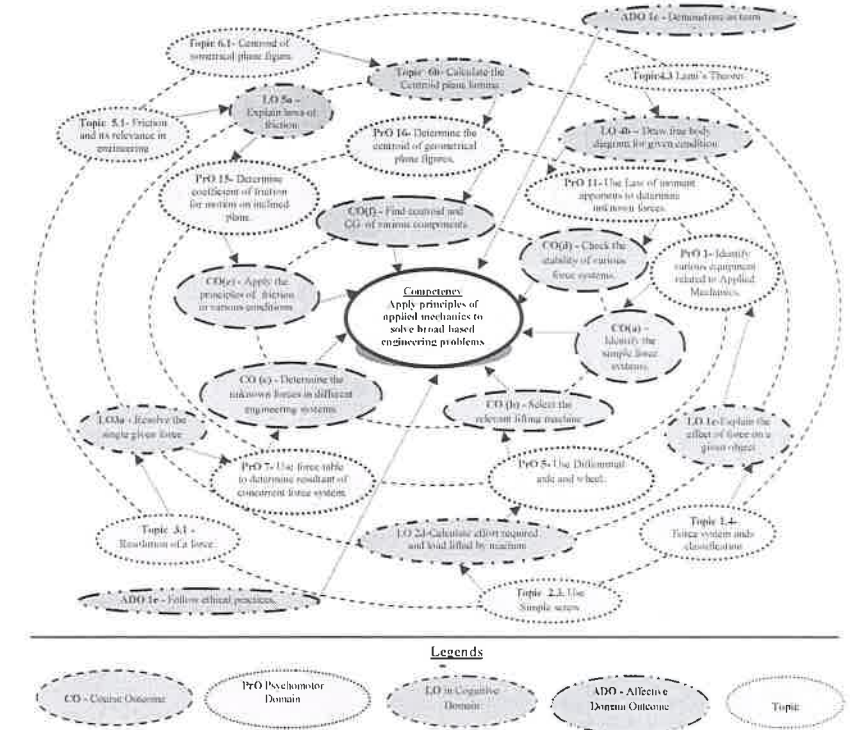 ADO 1c - Demonstrate as team
Topic 6.1- Centroid of
geometrical plane figure
Topic 6b- Calculate the
Centroid plane lamina
Topic4.3 Lami's Theorem
LO 5a -
Explain laws of
friction.
Topic 5.1- Friction
and its relevance in
engineering
PrO 16- Determine the
centroid of geometrical
plane figures.
LO 4b – Draw free body
diagram for given condition
PrO 15- Determine
coefficient of friction
for motion on inclined
plane.
PrO 11- Use Law of moment
apparatus to determine
unknown forces.
CO(f) - Find centroid and
CG of various components
CO(d) - Check the
stability of various
force systems.
PrO 1- Identify
various equipment
related to Applied
Mechanics.
CO(e) - Apply the
principles of friction
in various conditions
Competency
Apply principles of
applied mechanics to
solve broad based
engineering problems
CO(a) -
Identify
the simple force
systems.
CO (c) - Determine the
unknown forces in different
engineering systems.
CO (b) - Select the
relevant lifting machine
LO3a - Resolve the
single given force
LO 1c-Explain the
effect of force on a
given object
PrO 7- Use force table
to determine resultant of
concurrent force system.
PrO 5- Use Differential
axle and wheel.
Topic 3.1 -
Resolution of a force.
LO 2d-Calculate effort required
and load lifted by machine
Topic 1.4-
Force system and
classification
ADO 1e - Follow ethical practices.
Topic 2.3. Use
Simple screw
Legends
CO - Course Outcome
PrO Psychomotor
Domain
LO in Cognitive
Domain
ADO - Affective
Domain Outcome
Topic